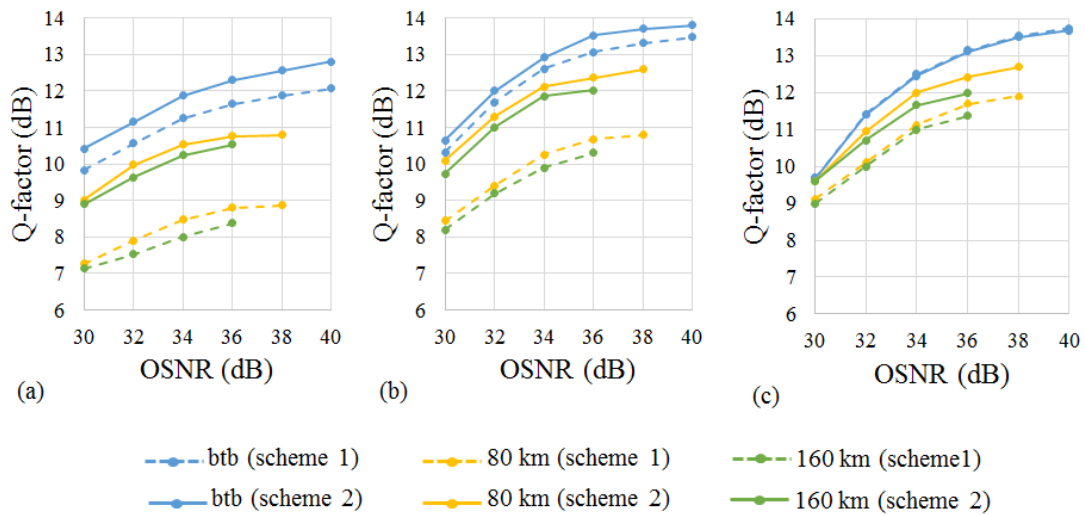 14
13
12
11
10
9
8
7
6
Q-factor (dB)
30 32 34 36 38 40
OSNR (dB)
(a)
14
13
12
11
10
9
8
7
6
Q-factor (dB)
30 32 34 36 38 40
OSNR (dB)
(b)
14
13
12
11
10
9
8
7
6
Q-factor (dB)
30 32 34 36 38 40
OSNR (dB)
(c)
btb (scheme 1) 80 km (scheme 1) 160 km (scheme1)
btb (scheme 2) 80 km (scheme 2) 160 km (scheme 2)